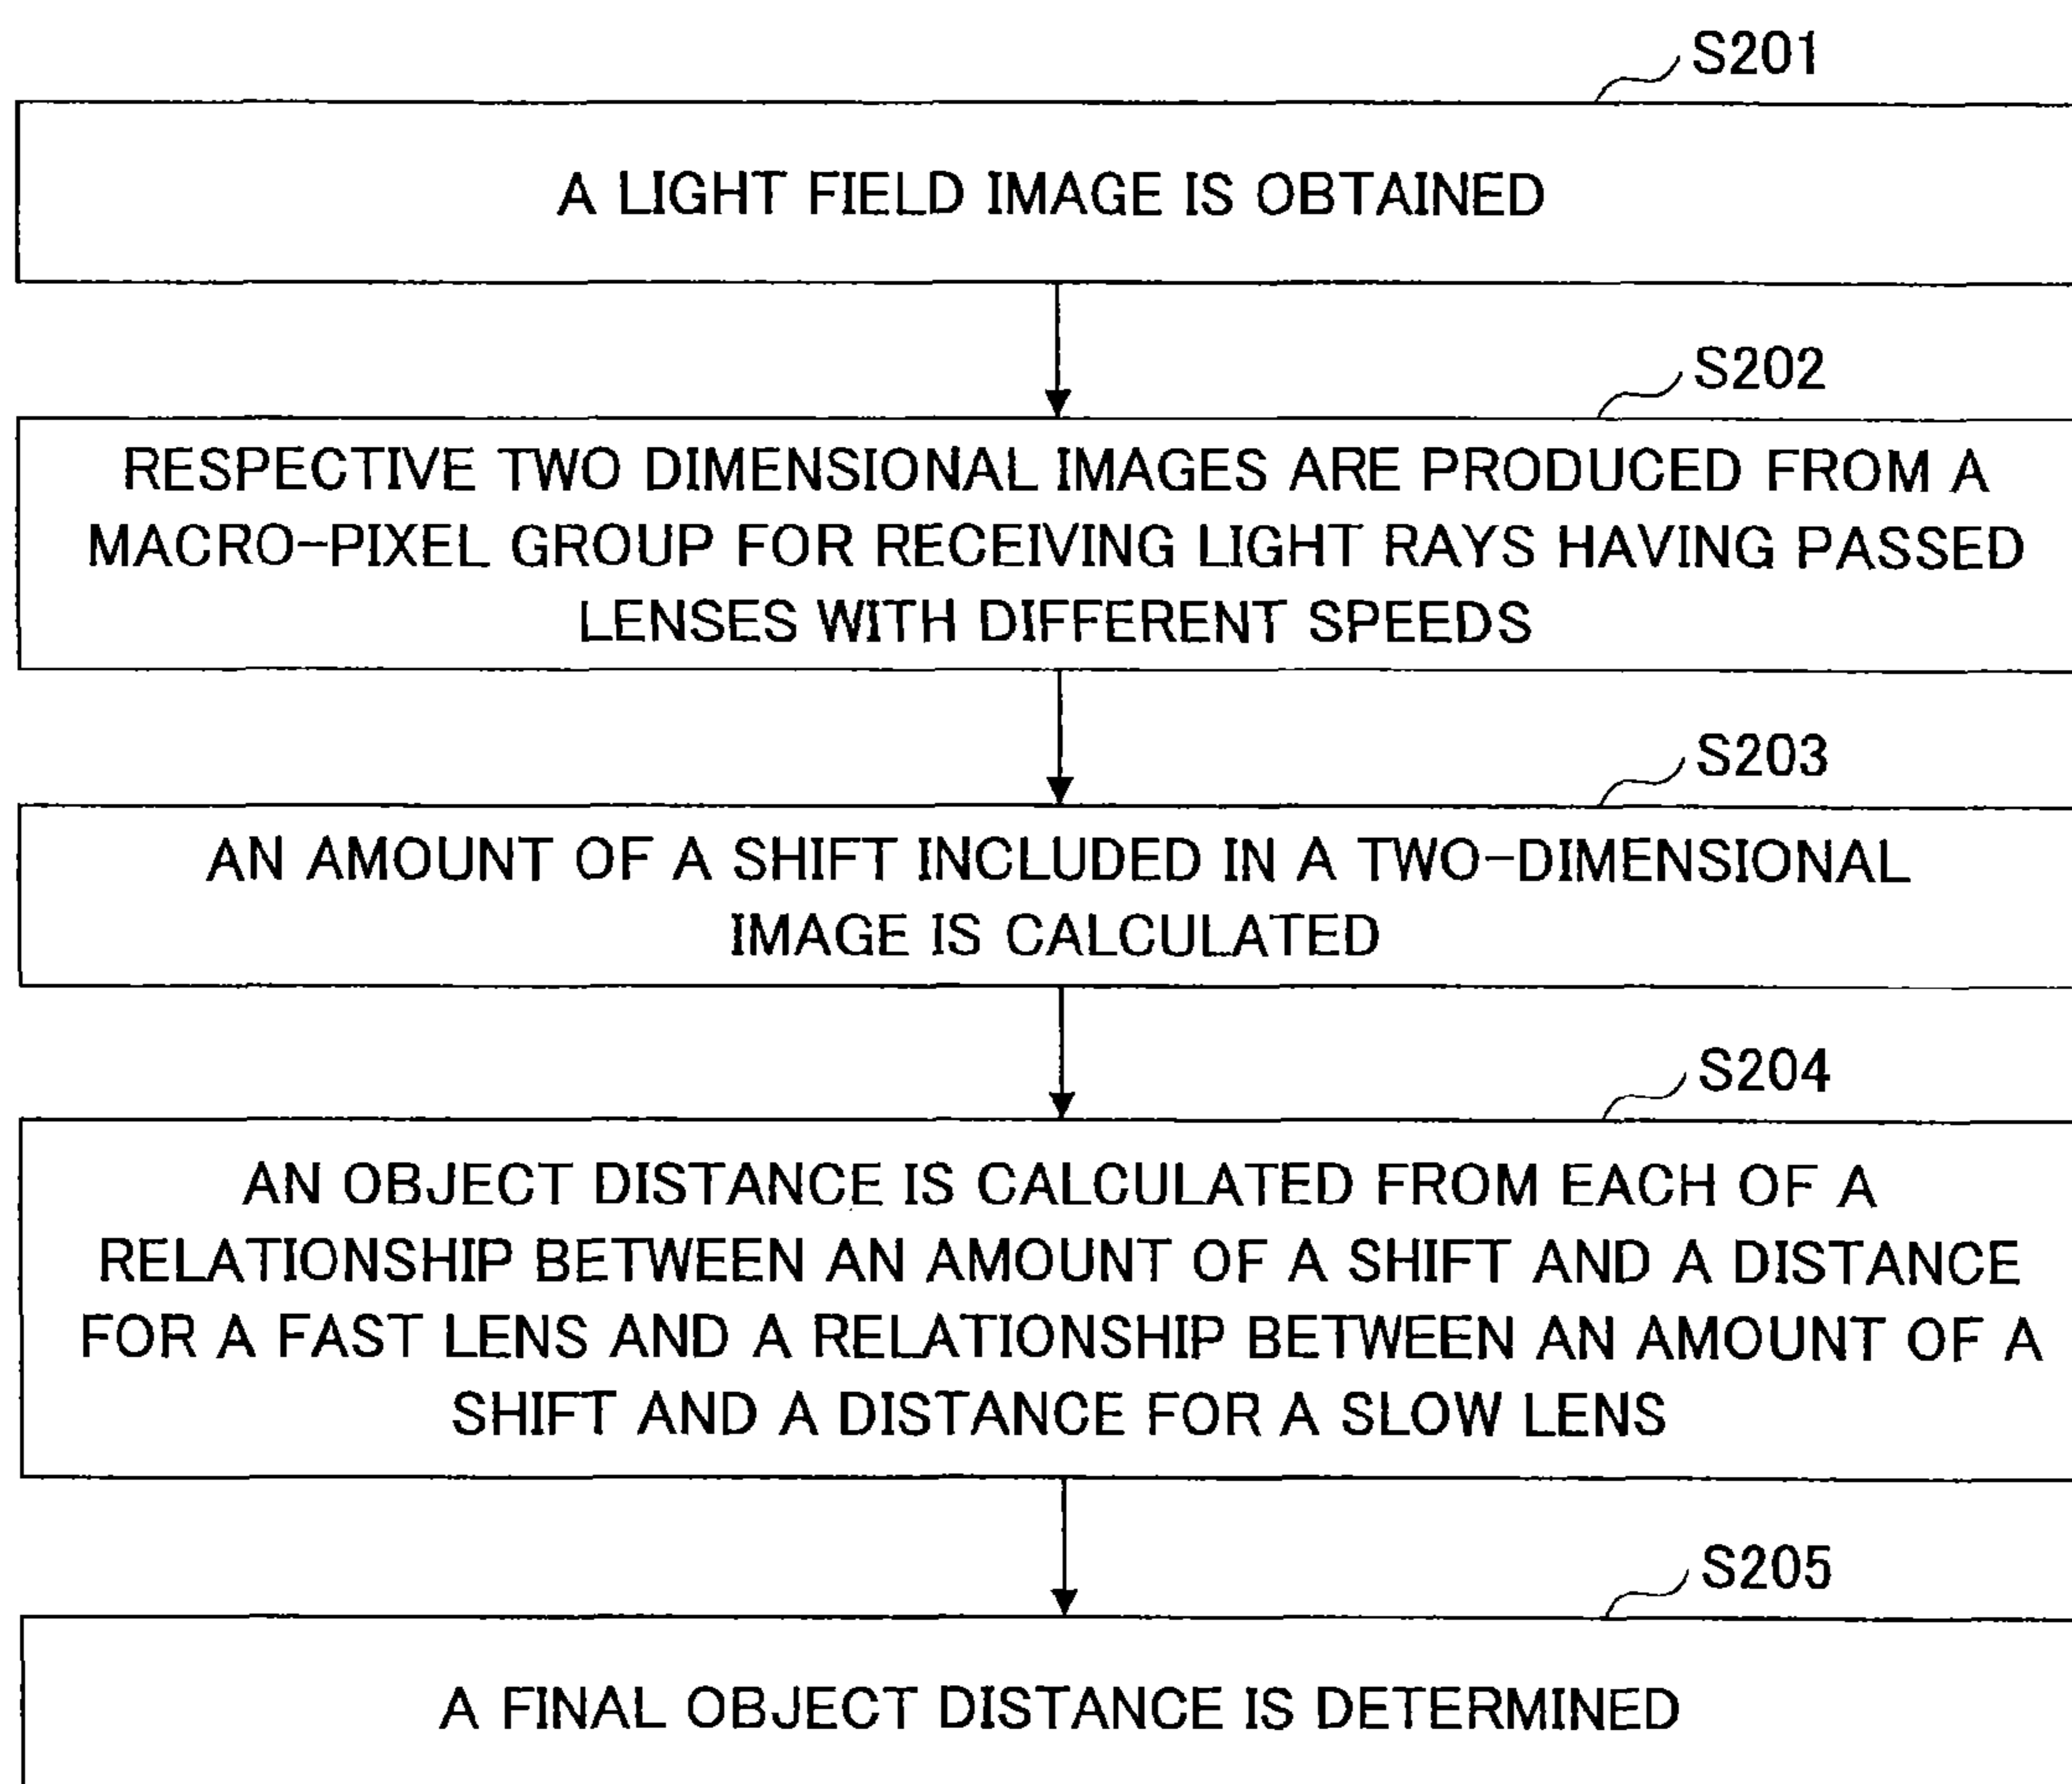 S201
A LIGHT FIELD IMAGE IS OBTAINED
S202
RESPECTIVE TWO DIMENSIONAL IMAGES ARE PRODUCED FROM A
MACRO-PIXEL GROUP FOR RECEIVING LIGHT RAYS HAVING PASSED
LENSES WITH DIFFERENT SPEEDS
S203
AN AMOUNT OF A SHIFT INCLUDED IN A TWO-DIMENSIONAL
IMAGE IS CALCULATED
S204
AN OBJECT DISTANCE IS CALCULATED FROM EACH OF A
RELATIONSHIP BETWEEN AN AMOUNT OF A SHIFT AND A DISTANCE
FOR A FAST LENS AND A RELATIONSHIP BETWEEN AN AMOUNT OF A
SHIFT AND A DISTANCE FOR A SLOW LENS
S205
A FINAL OBJECT DISTANCE IS DETERMINED